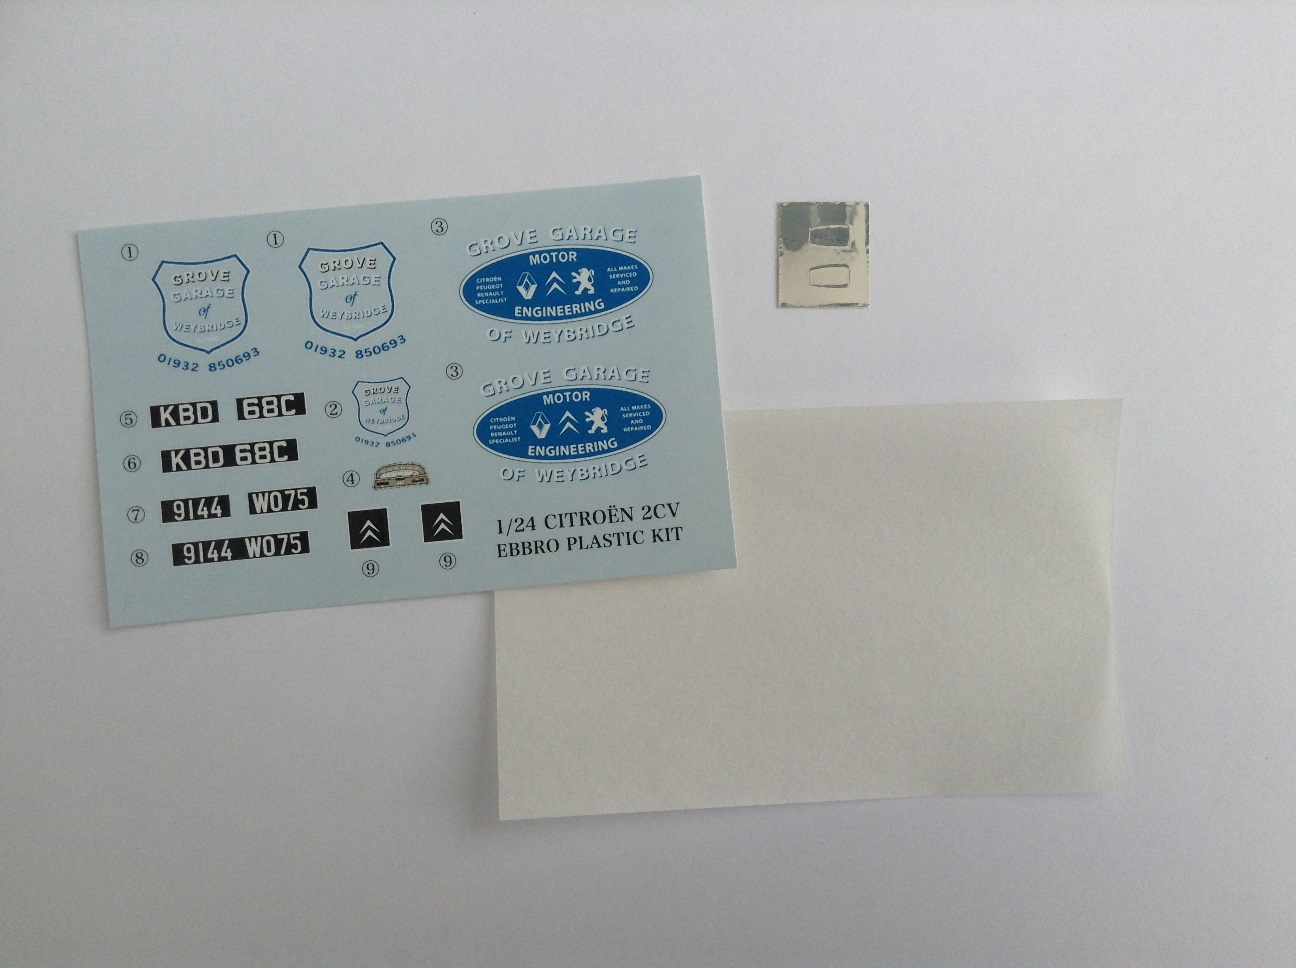 ①
GROVE
GARAGE
of
WEYBRIDGE
01932 850693
①
GROVE
GARAGE
of
WEYBRIDGE
01932 850693
③
GROVE GARAGE
MOTOR
CITROËN
PEUGEOT
RENAULT
SPECIALIST
ALL MAKES
SERVICED
AND
REPAIRED
ENGINEERING
OF WEYBRIDGE
⑤
KBD 68C
②
GROVE
GARAGE
of
WEYBRIDGE
01932 850693
③
GROVE GARAGE
MOTOR
CITROËN
PEUGEOT
RENAULT
SPECIALIST
ALL MAKES
SERVICED
AND
REPAIRED
ENGINEERING
OF WEYBRIDGE
⑥
KBD 68C
④
⑦
9144 WO75
⑧
9144 WO75
⑨
⑨
1/24 CITROËN 2CV
EBBRO PLASTIC KIT